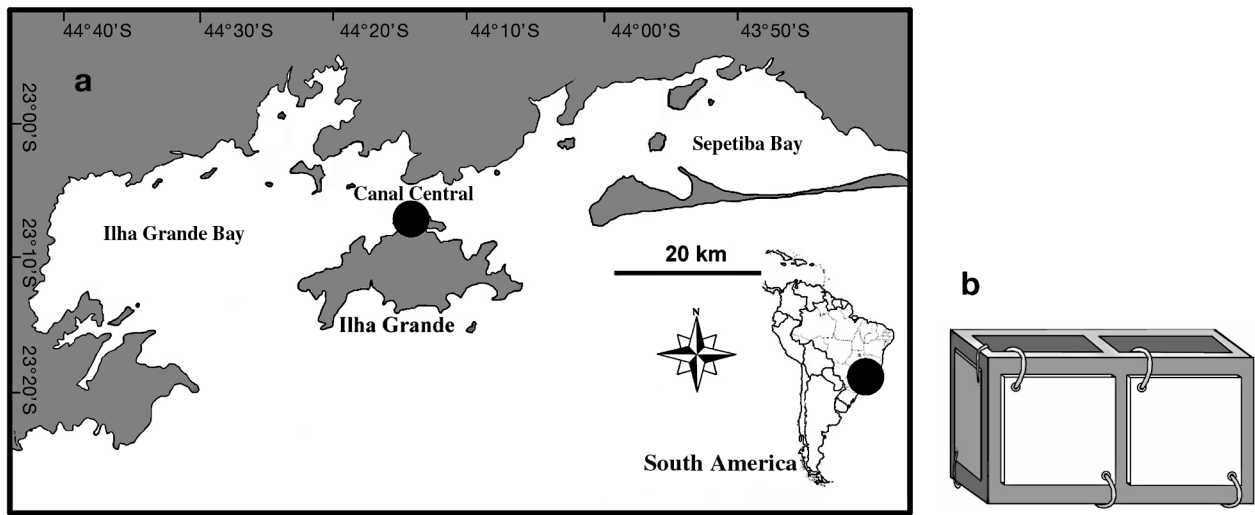 44°40'S 44°30'S 44°20'S 44°10'S 44°00'S 43°50'S
a
23°00'S
Sepetiba Bay
Canal Central
Ilha Grande Bay
23°10'S
20 km
b
Ilha Grande
N
23°20'S
South America